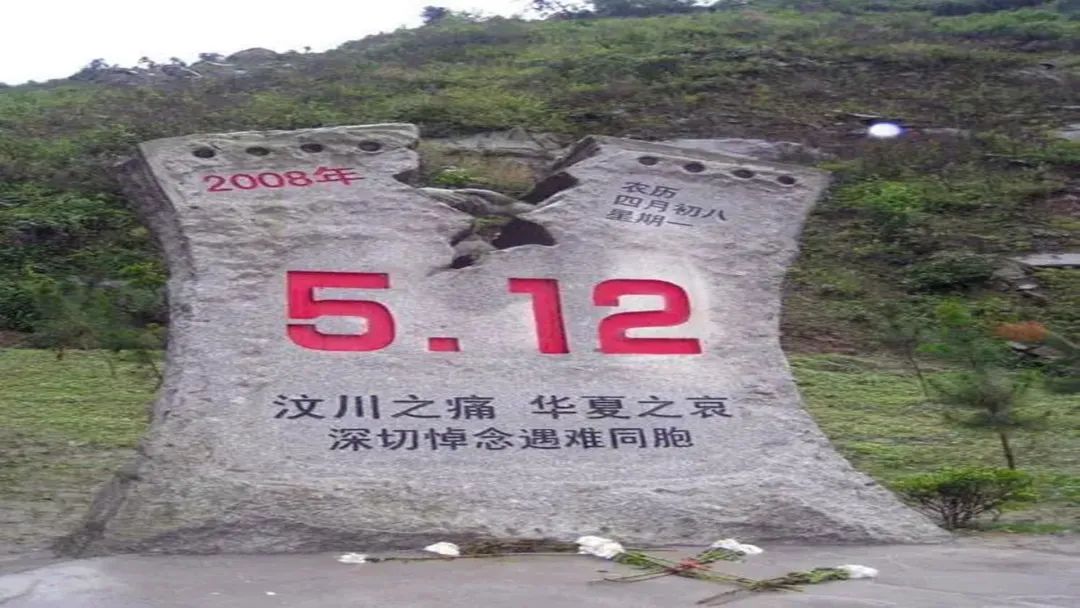 2008年
农历
四月初八
星期一
5.12
汶川之痛 华夏之哀
深切悼念遇难同胞